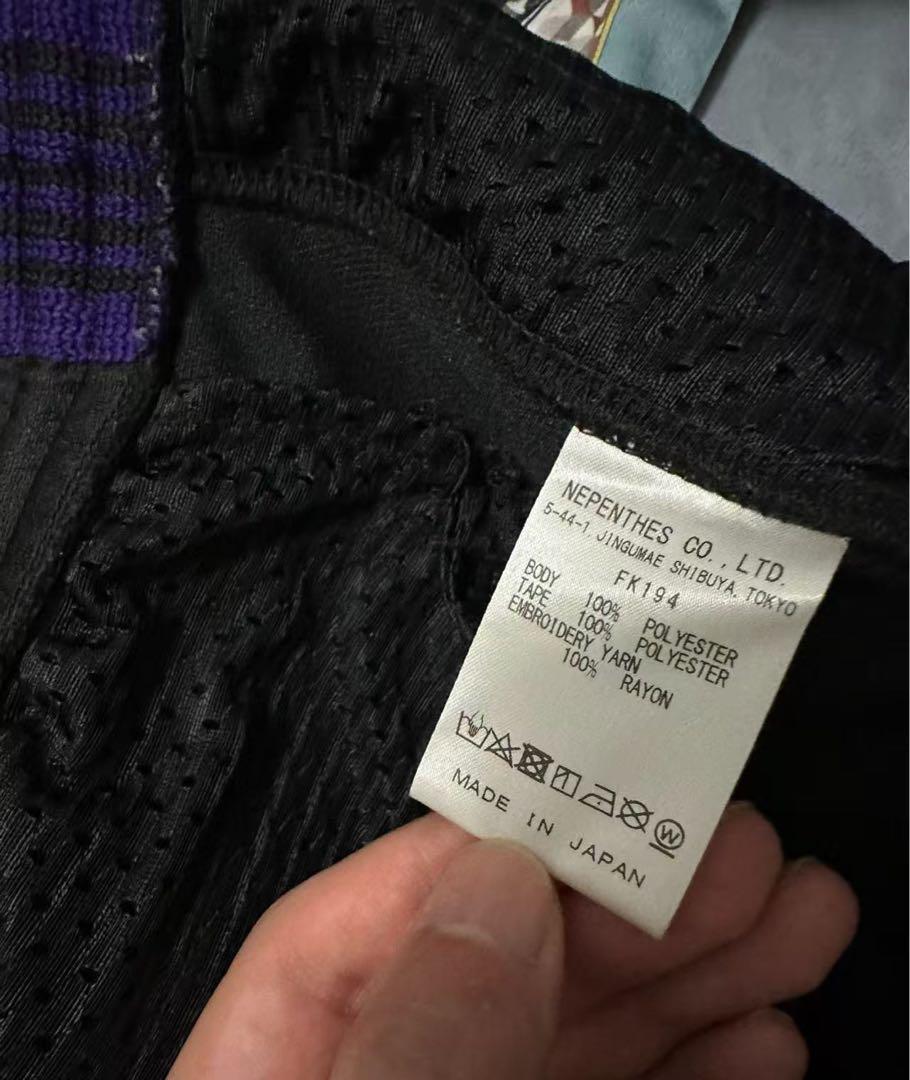 NEPENTHES CO., LTD.
5-44-1, JINGUMAE SHIBUYA, TOKYO
FK194
BODY 100% POLYESTER
TAPE 100% POLYESTER
EMBROIDERY YARN
100% RAYON
W
MADE IN JAPAN